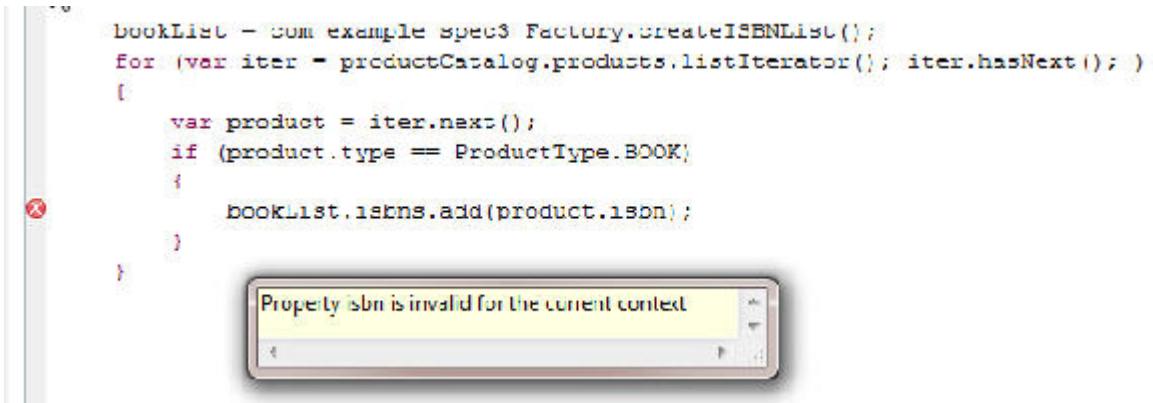 bookList = com.example.spec3.Factory.createISBNList();
for (var iter = productCatalog.products.listIterator(); iter.hasNext(); )
{
var product = iter.next();
if (product.type == ProductType.BOOK)
{
bookList.isbns.add(product.isbn);
}
}
Property isbn is invalid for the current context